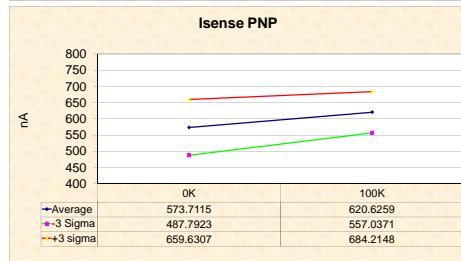 Isense PNP
800
750
700
650
600
550
500
450
400
nA
0K 100K
Average 573.7115 620.6259
-3 Sigma 487.7923 557.0371
+3 sigma 659.6307 684.2148